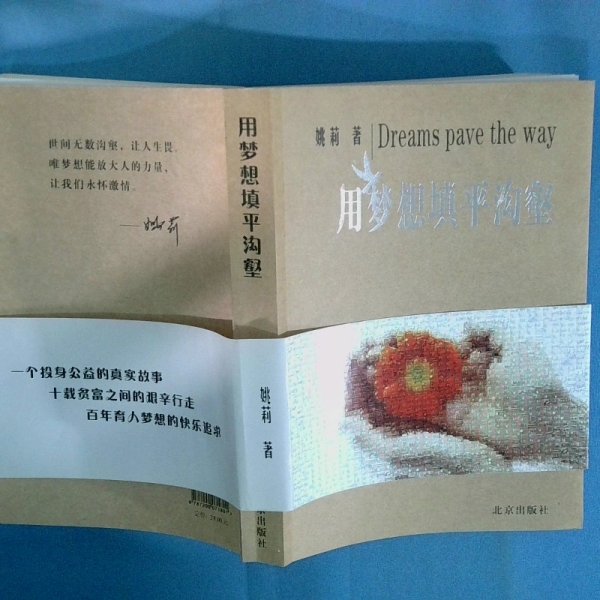 世间无数沟壑，让人生畏。
唯梦想能放大人的力量，
让我们永怀激情。
——姚莉
一个投身公益的真实故事
十载贫富之间的艰辛行走
百年育人梦想的快乐追求
用梦想填平沟壑
姚莉 著
京出版社
姚莉 著 Dreams pave the way
用梦想填平沟壑
北京出版社